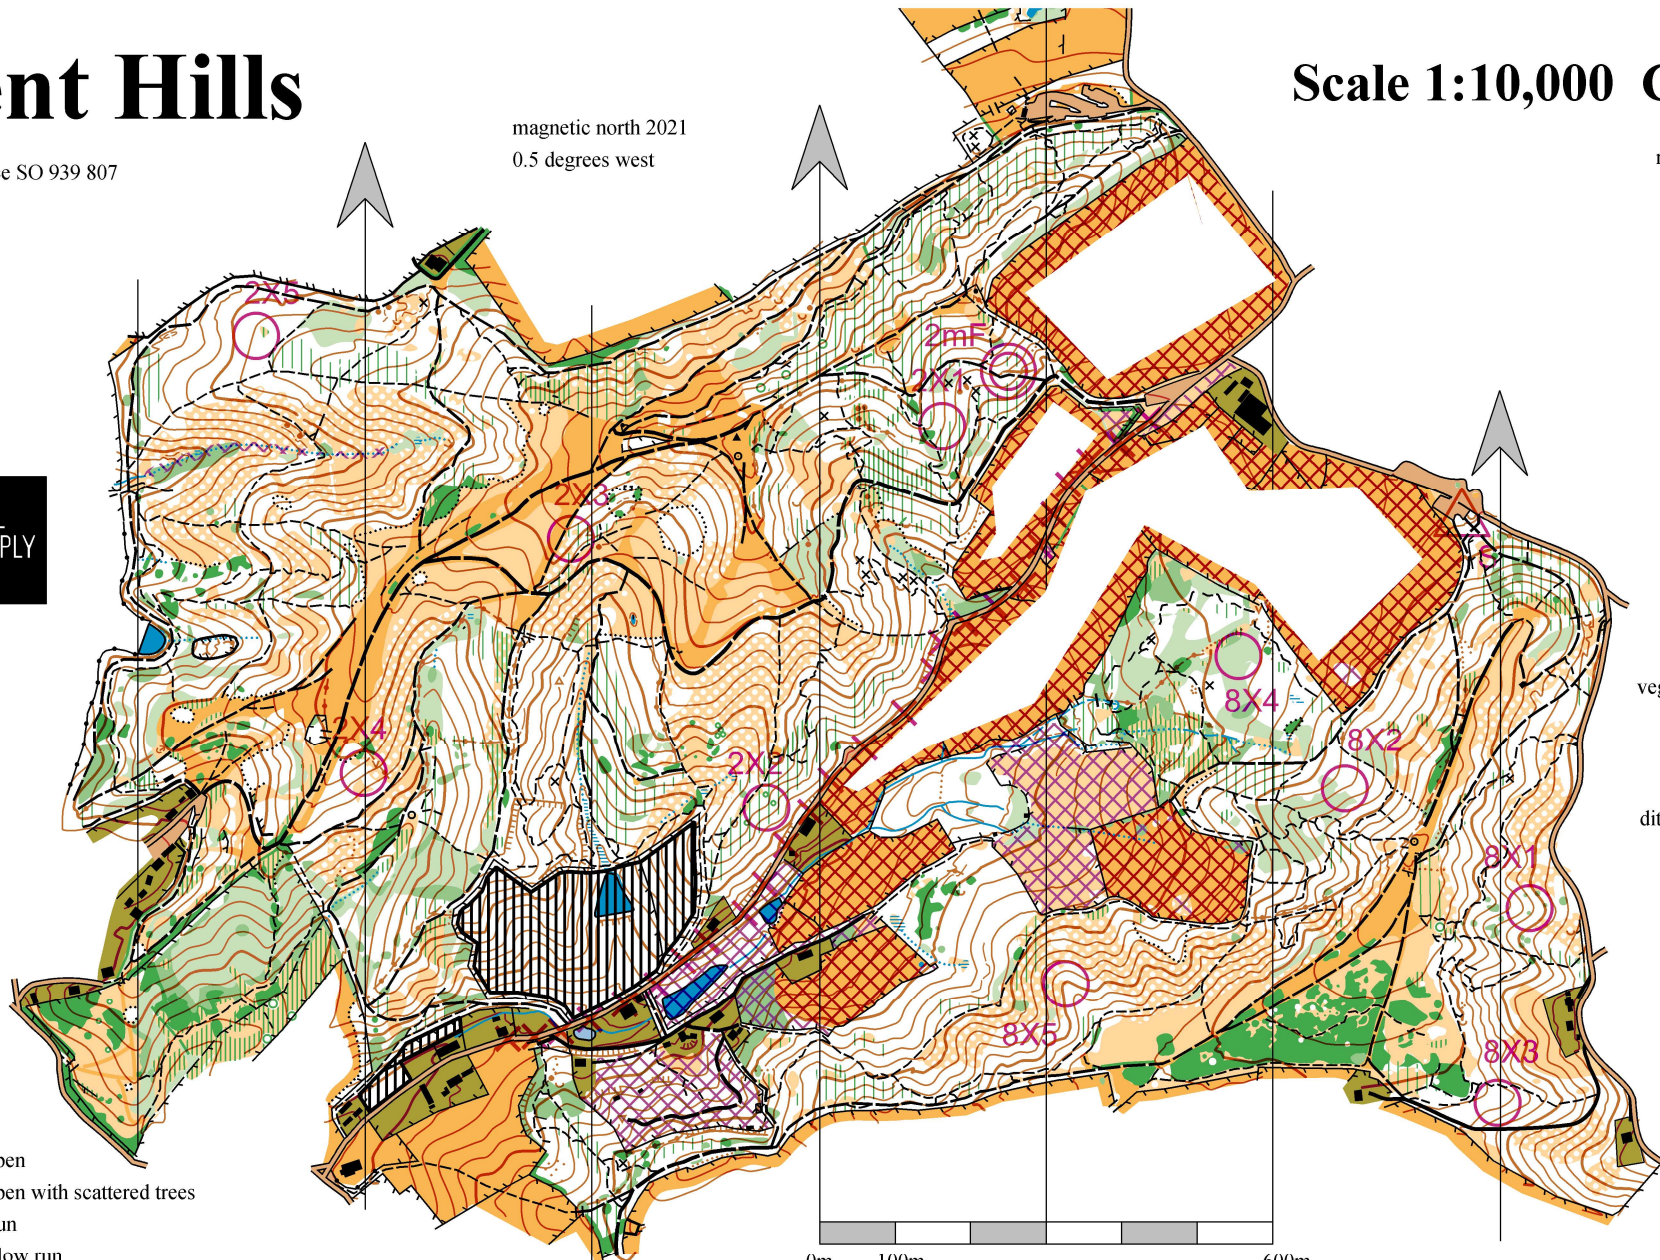 ent Hills
Scale 1:10,000 C
magnetic north 2021
0.5 degrees west
e SO 939 807
2X5
2mF
2X1
2X3
PLY
S
8X4
veg
2X4
8X2
2X2
dit
8X1
8X5
8X3
pen
pen with scattered trees
un
low run
0m 100m 600m